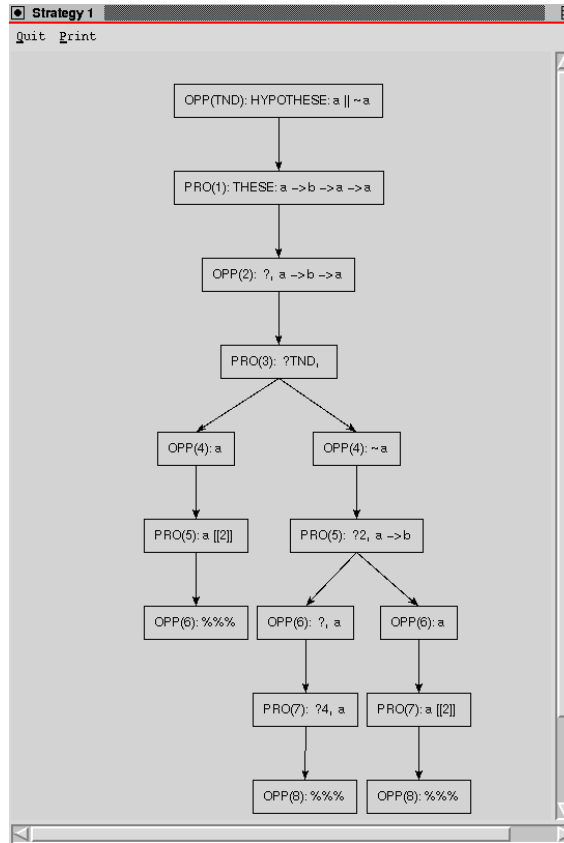 Strategy 1
Quit Print
OPP(TND): HYPOTHESE: a || ~a
PRO(1): THESE: a ->b ->a ->a
OPP(2): ?, a ->b ->a
PRO(3): ?TND,
OPP(4): a OPP(4): ~a
PRO(5): a [[2]] PRO(5): ?2, a ->b
OPP(6): %%% OPP(6): ?, a OPP(6): a
PRO(7): ?4, a PRO(7): a [[2]]
OPP(8): %%% OPP(8): %%%